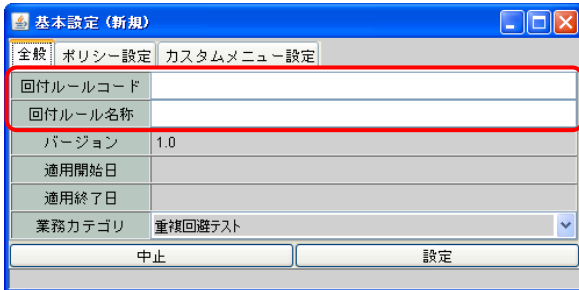 基本設定（新規）
全般 ポリシー設定 カスタムメニュー設定
回付ルールコード
回付ルール名称
バージョン 1.0
適用開始日
適用終了日
業務カテゴリ 重複回避テスト
中止 設定